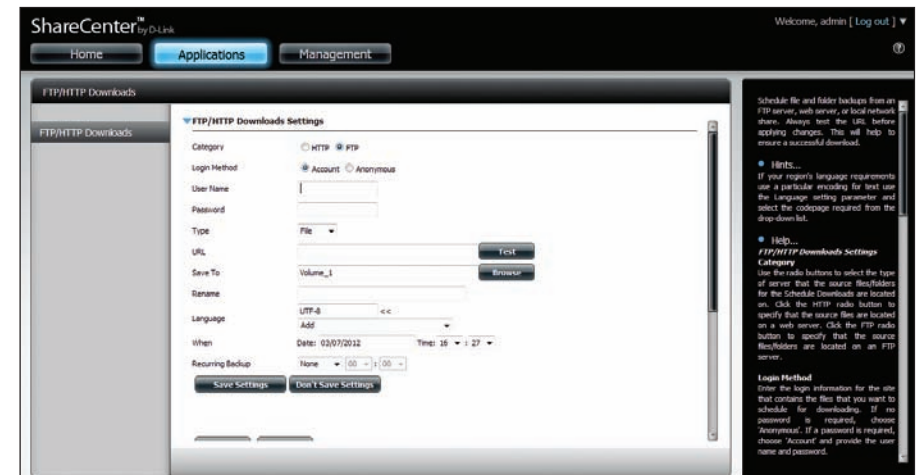 ShareCenter™ by D-Link
Welcome, admin [ Log out ] ▼
Home Applications Management
FTP/HTTP Downloads
FTP/HTTP Downloads
FTP/HTTP Downloads Settings
Category HTTP FTP
Login Method Account Anonymous
User Name
Password
Type File
URL Test
Save To Volume_1 Browse
Rename
Language UTF-8 <<
Add
When Date: 03/07/2012 Time: 16 : 27
Recurring Backup None 00 : 00
Save Settings Don't Save Settings
Schedule file and folder backups from an
FTP server, web server, or local network
share. Always test the URL before
applying changes. This will help to
ensure a successful download.
Hints...
If your region's language requirements
use a particular encoding for text use
the Language setting parameter and
select the codepage required from the
drop-down list.
Help...
FTP/HTTP Downloads Settings
Category
Use the radio buttons to select the type
of server that the source files/folders
for the Schedule Downloads are located
on. Click the HTTP radio button to
specify that the source files are located
on a web server. Click the FTP radio
button to specify that the source
files/folders are located on an FTP
server.
Login Method
Enter the login information for the site
that contains the files that you want to
schedule for downloading. If no
password is required, choose
'Anonymous'. If a password is required,
choose 'Account' and provide the user
name and password.